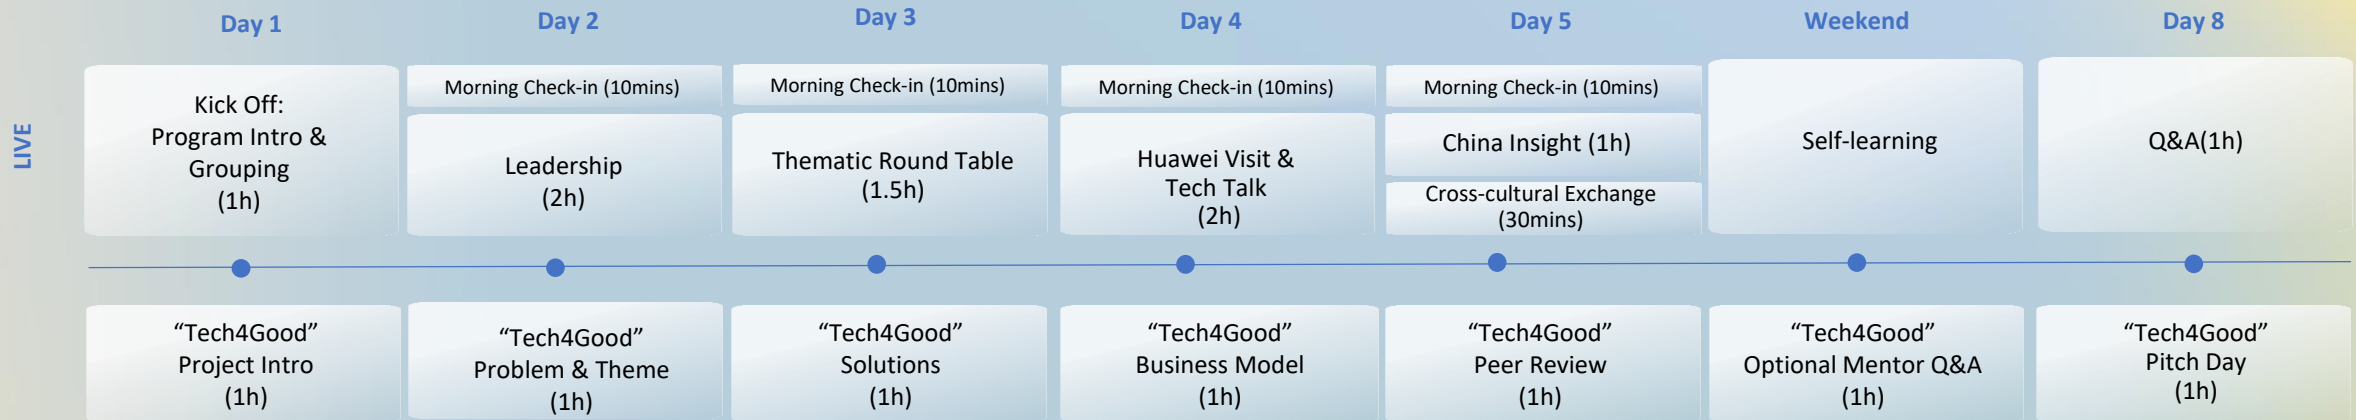 Day 1
Day 2
Day 3
Day 4
Day 5
Weekend
Day 8
LIVE
Kick Off:
Program Intro &
Grouping
(1h)
Morning Check-in (10mins)
Leadership
(2h)
Morning Check-in (10mins)
Thematic Round Table
(1.5h)
Morning Check-in (10mins)
Huawei Visit &
Tech Talk
(2h)
Morning Check-in (10mins)
China Insight (1h)
Cross-cultural Exchange
(30mins)
Self-learning
Q&A(1h)
“Tech4Good”
Project Intro
(1h)
“Tech4Good”
Problem & Theme
(1h)
“Tech4Good”
Solutions
(1h)
“Tech4Good”
Business Model
(1h)
“Tech4Good”
Peer Review
(1h)
“Tech4Good”
Optional Mentor Q&A
(1h)
“Tech4Good”
Pitch Day
(1h)